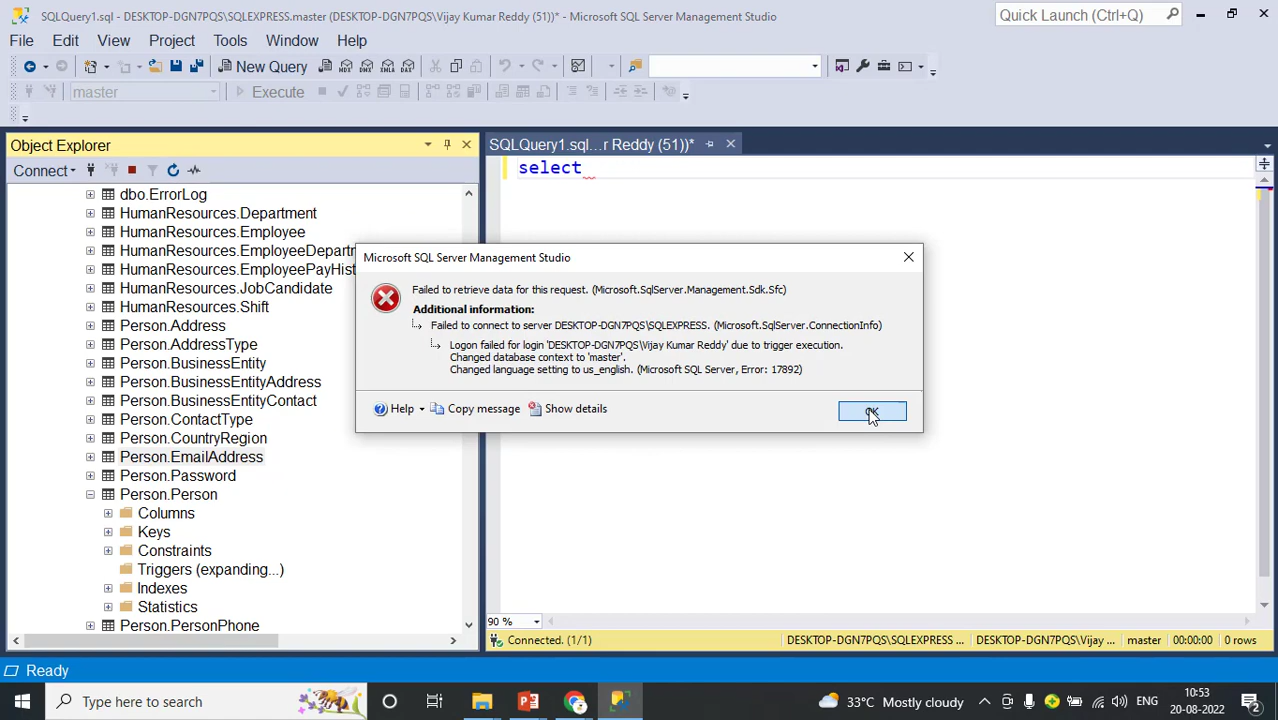 SQLQuery1.sql - DESKTOP-DGN7PQS\SQLEXPRESS.master (DESKTOP-DGN7PQS\Vijay Kumar Reddy (51))* - Microsoft SQL Server Management Studio
Quick Launch (Ctrl+Q)
File Edit View Project Tools Window Help
New Query
MDX DMX XMLA DAX
master
Execute
Object Explorer
SQLQuery1.sql...r Reddy (51))*
Connect
select
dbo.ErrorLog
HumanResources.Department
HumanResources.Employee
HumanResources.EmployeeDepartr
HumanResources.EmployeePayHist
HumanResources.JobCandidate
HumanResources.Shift
Person.Address
Person.AddressType
Person.BusinessEntity
Person.BusinessEntityAddress
Person.BusinessEntityContact
Person.ContactType
Person.CountryRegion
Person.EmailAddress
Person.Password
Person.Person
Columns
Keys
Constraints
Triggers (expanding...)
Indexes
Statistics
Person.PersonPhone
Microsoft SQL Server Management Studio
Failed to retrieve data for this request. (Microsoft.SqlServer.Management.Sdk.Sfc)
Additional information:
Failed to connect to server DESKTOP-DGN7PQS\SQLEXPRESS. (Microsoft.SqlServer.ConnectionInfo)
Logon failed for login 'DESKTOP-DGN7PQS\Vijay Kumar Reddy' due to trigger execution.
Changed database context to 'master'.
Changed language setting to us_english. (Microsoft SQL Server, Error: 17892)
Help Copy message Show details OK
90 %
Connected. (1/1) DESKTOP-DGN7PQS\SQLEXPRESS ... DESKTOP-DGN7PQS\Vijay ... master 00:00:00 0 rows
Ready
Type here to search
33°C Mostly cloudy
ENG
10:53
20-08-2022
2